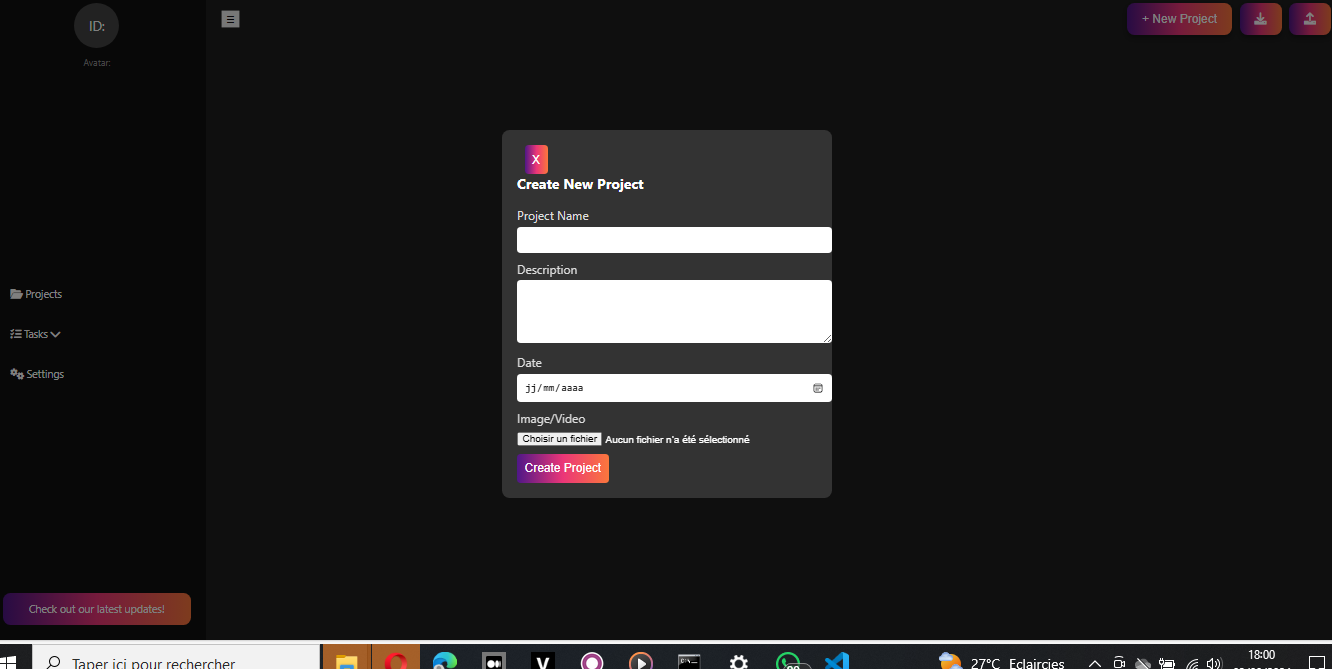 ID:
+ New Project
Avatar:
X
Create New Project
Project Name
Description
Projects
Tasks
Date
jj/mm/aaaa
Settings
Image/Video
Choisir un fichier Aucun fichier n'a été sélectionné
Create Project
Check out our latest updates!
Taper ici pour rechercher
27°C Eclaircies
18:00